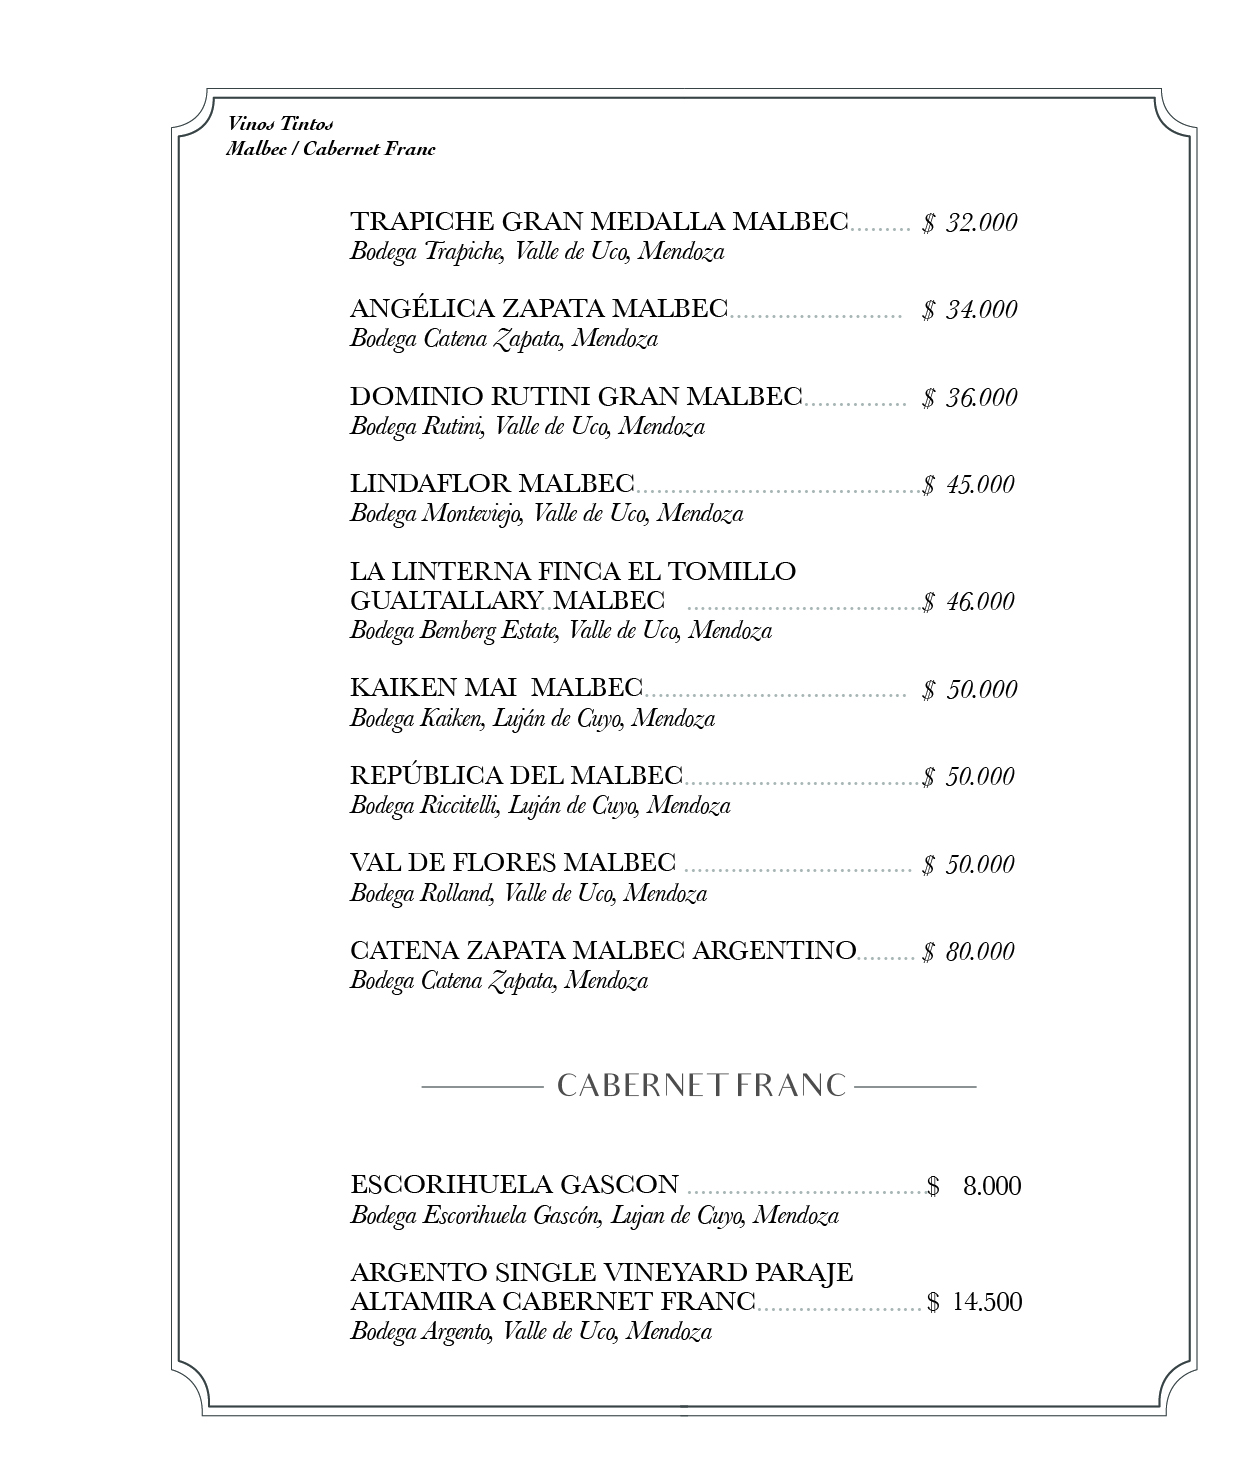 Vinos Tintos
Malbec / Cabernet Franc
TRAPICHE GRAN MEDALLA MALBEC......... $ 32.000
Bodega Trapiche, Valle de Uco, Mendoza
ANGÉLICA ZAPATA MALBEC......................... $ 34.000
Bodega Catena Zapata, Mendoza
DOMINIO RUTINI GRAN MALBEC............... $ 36.000
Bodega Rutini, Valle de Uco, Mendoza
LINDAFLOR MALBEC.........................................$ 45.000
Bodega Monteviejo, Valle de Uco, Mendoza
LA LINTERNA FINCA EL TOMILLO
GUALTALLARY..MALBEC ..................................$ 46.000
Bodega Bemberg Estate, Valle de Uco, Mendoza
KAIKEN MAI  MALBEC...................................... $ 50.000
Bodega Kaiken, Luján de Cuyo, Mendoza
REPÚBLICA DEL MALBEC..................................$ 50.000
Bodega Riccitelli, Luján de Cuyo, Mendoza
VAL DE FLORES MALBEC ................................. $ 50.000
Bodega Rolland, Valle de Uco, Mendoza
CATENA ZAPATA MALBEC ARGENTINO......... $ 80.000
Bodega Catena Zapata, Mendoza
CABERNET FRANC
ESCORIHUELA GASCON ...................................$ 8.000
Bodega Escorihuela Gascón, Lujan de Cuyo, Mendoza
ARGENTO SINGLE VINEYARD PARAJE
ALTAMIRA CABERNET FRANC........................ $ 14.500
Bodega Argento, Valle de Uco, Mendoza